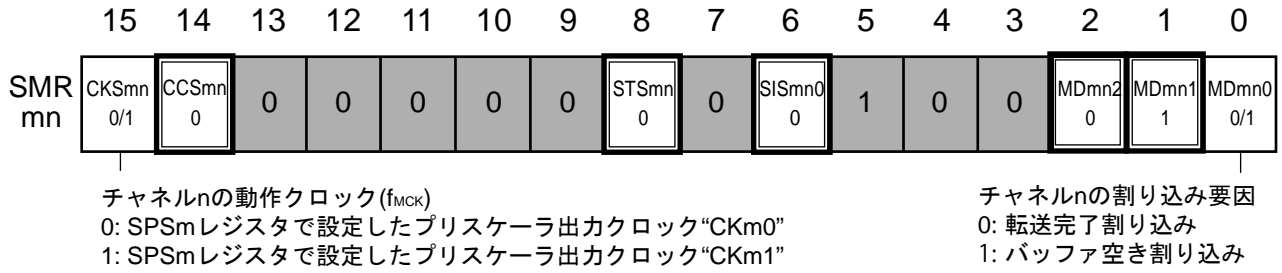 15 14 13 12 11 10 9 8 7 6 5 4 3 2 1 0
SMR CKSmn CCSmn STSmn SISmn0 MDmn2 MDmn1 MDmn0
mn 0/1 0 0 0 0 0 0 0 0 0 1 0 0 0 1 0/1
チャネルnの動作クロック(fMCK)
0: SPSmレジスタで設定したプリスケーラ出力クロック“CKm0”
1: SPSmレジスタで設定したプリスケーラ出力クロック“CKm1”
チャネルnの割り込み要因
0: 転送完了割り込み
1: バッファ空き割り込み